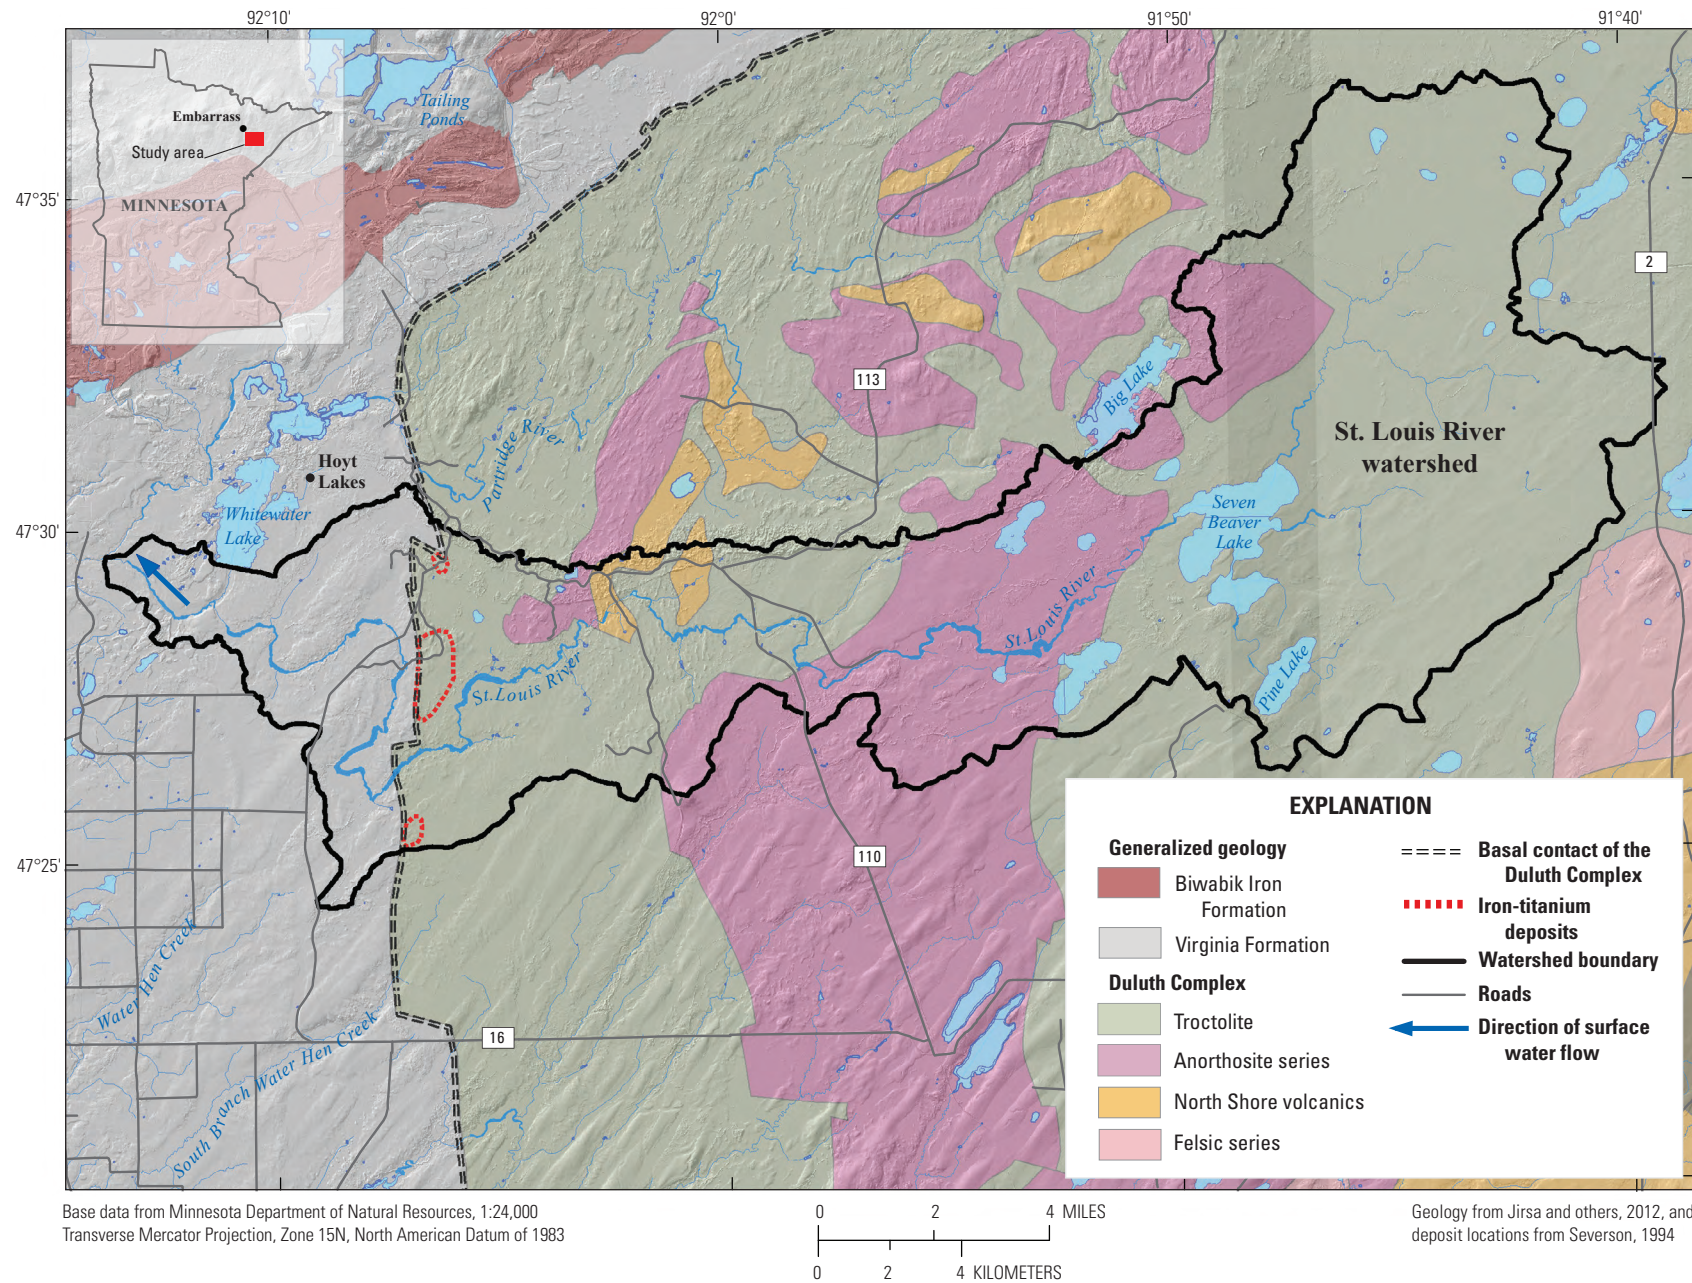 92°10'
92°0'
91°50'
91°40'
47°35'
47°30'
47°25'
Embarrass
Study area
MINNESOTA
Tailing
Ponds
2
113
Big Lake
Partridge River
St. Louis River
watershed
Hoyt
Lakes
Whitewater
Lake
Seven
Beaver
Lake
St. Louis River
St. Louis River
Pine Lake
110
16
Water Hen Creek
South Branch Water Hen Creek
EXPLANATION
Generalized geology
Biwabik Iron
Formation
Virginia Formation
Duluth Complex
Troctolite
Anorthosite series
North Shore volcanics
Felsic series
Basal contact of the
Duluth Complex
Iron-titanium
deposits
Watershed boundary
Roads
Direction of surface
water flow
Base data from Minnesota Department of Natural Resources, 1:24,000
Transverse Mercator Projection, Zone 15N, North American Datum of 1983
0 2 4 MILES
0 2 4 KILOMETERS
Geology from Jirsa and others, 2012, and
deposit locations from Severson, 1994